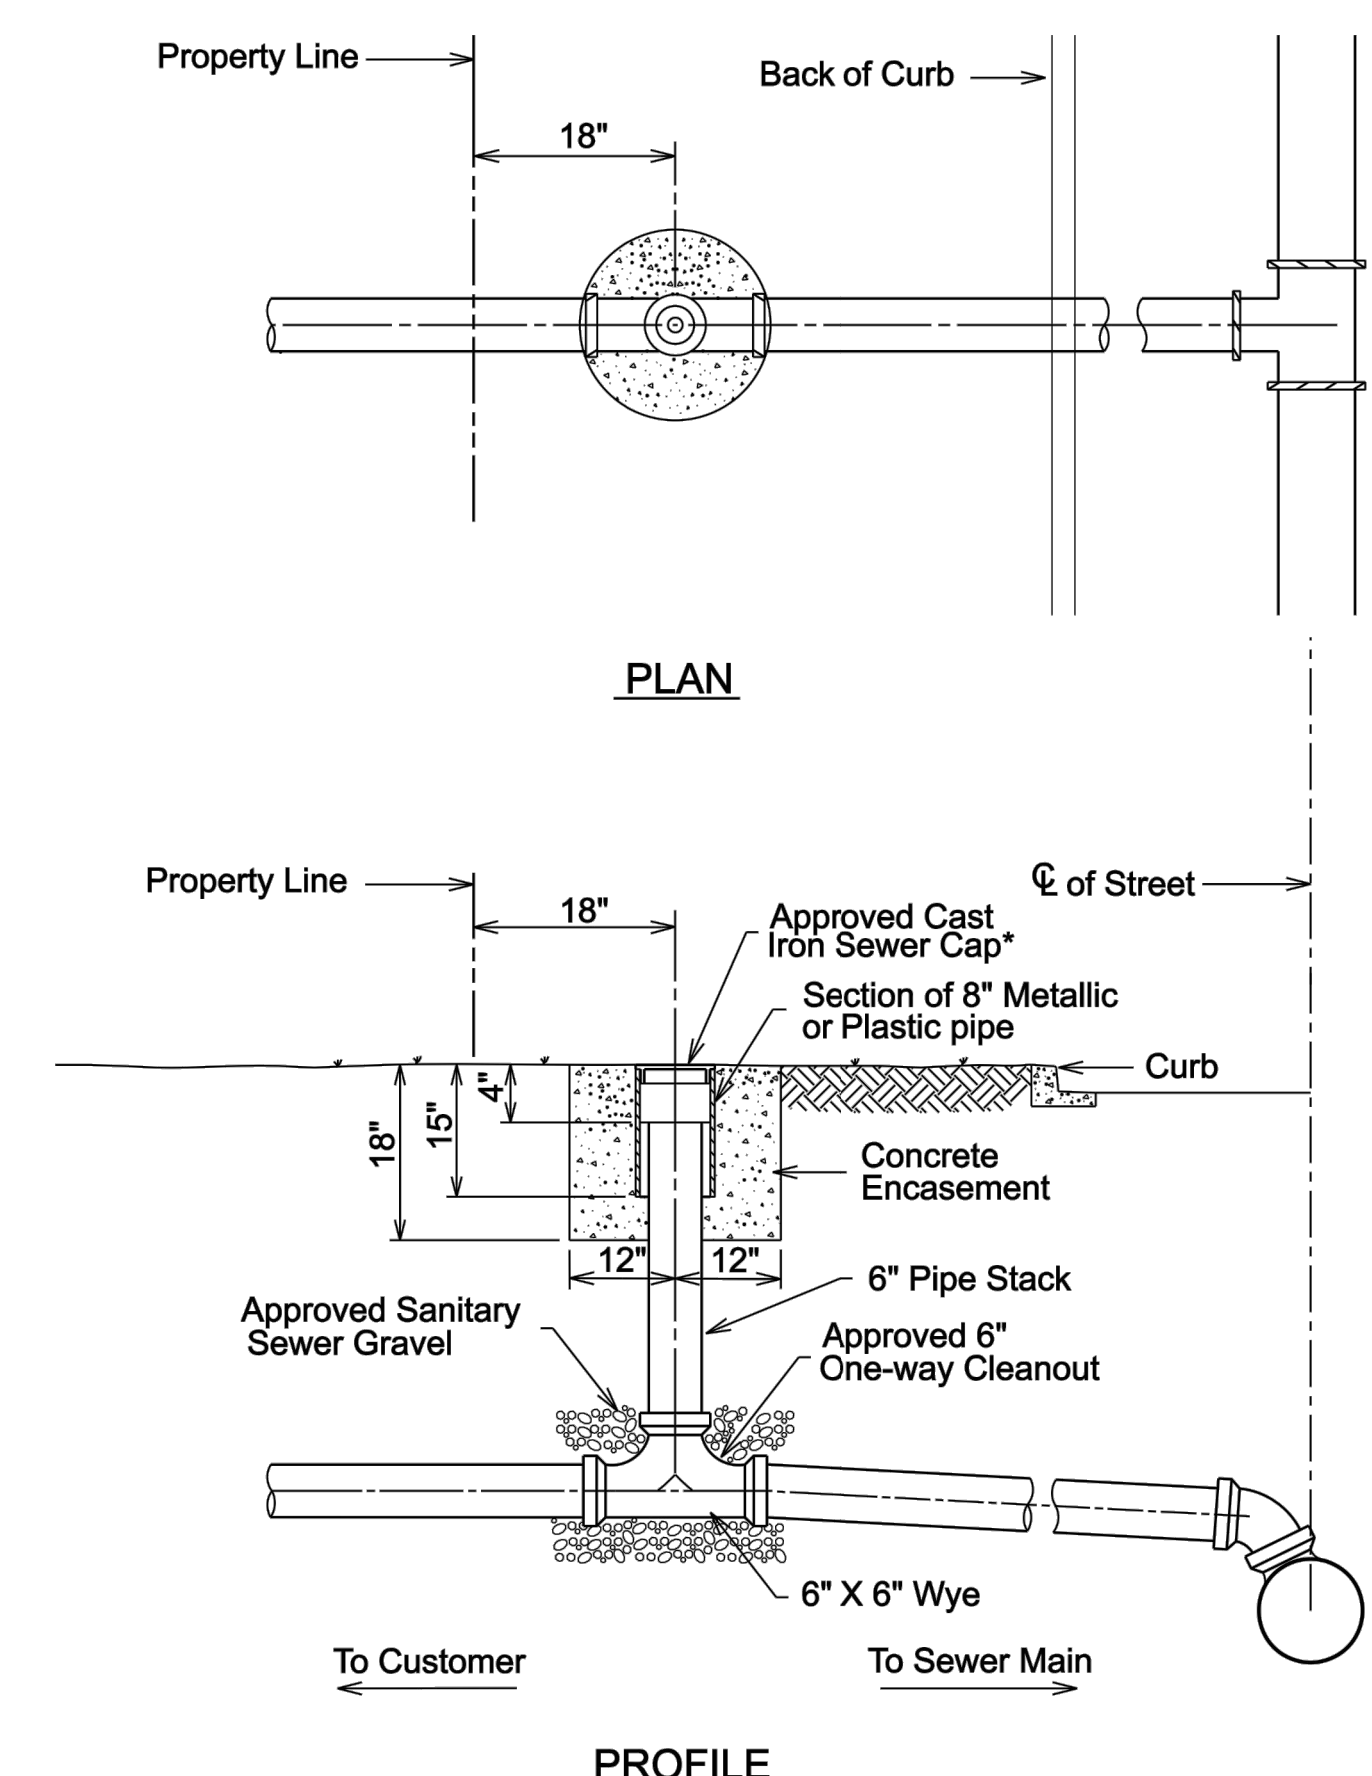 Property Line
Back of Curb
18"
PLAN
Property Line
℄ of Street
18"
Approved Cast
Iron Sewer Cap*
Section of 8" Metallic
or Plastic pipe
Curb
4"
15"
18"
Concrete
Encasement
12"
12"
6" Pipe Stack
Approved Sanitary
Sewer Gravel
Approved 6"
One-way Cleanout
6" X 6" Wye
To Customer
To Sewer Main
PROFILE